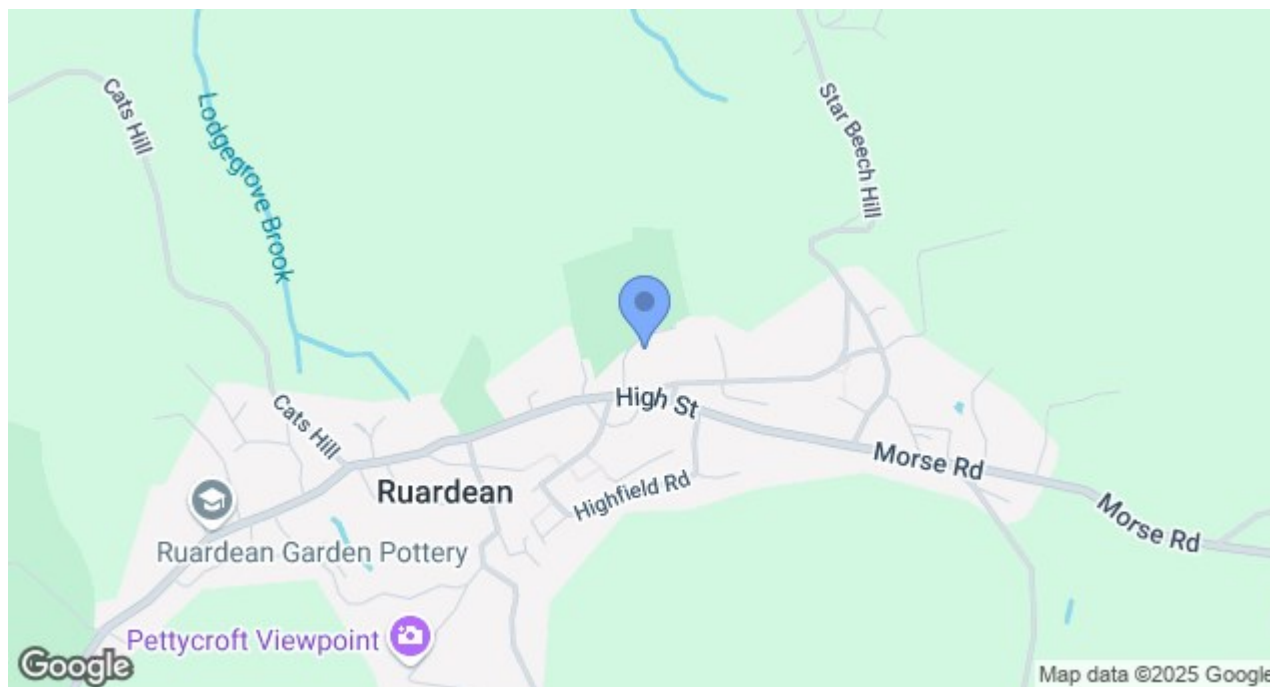 Cats Hill
Lodgegrove Brook
Star Beech Hill
High St
Cats Hill
Morse Rd
Ruardean
Highfield Rd
Morse Rd
Ruardean Garden Pottery
Pettycroft Viewpoint
Google
Map data ©2025 Google